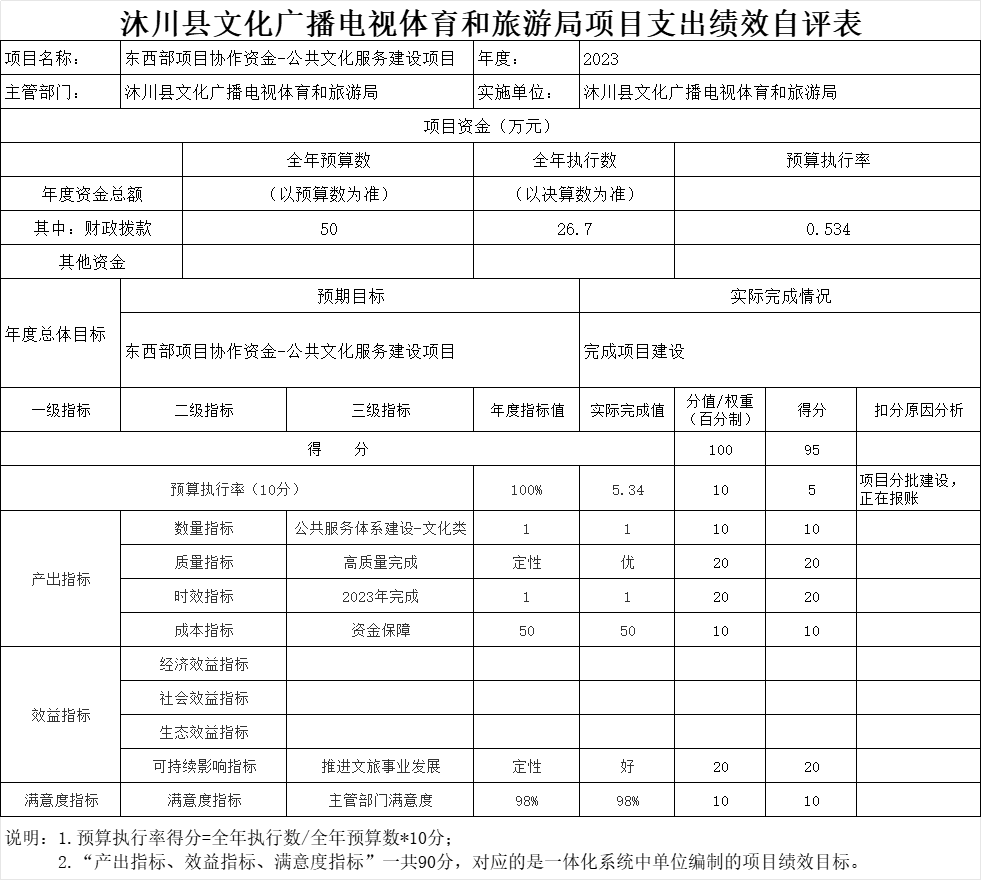 沐川县文化广播电视体育和旅游局项目支出绩效自评表
项目名称： 东西部项目协作资金-公共文化服务建设项目 年度： 2023
主管部门： 沐川县文化广播电视体育和旅游局 实施单位： 沐川县文化广播电视体育和旅游局
项目资金（万元）
全年预算数 全年执行数 预算执行率
年度资金总额 （以预算数为准） （以决算数为准）
其中：财政拨款 50 26.7 0.534
其他资金
年度总体目标 预期目标 实际完成情况
东西部项目协作资金-公共文化服务建设项目 完成项目建设
一级指标 二级指标 三级指标 年度指标值 实际完成值 分值/权重（百分制） 得分 扣分原因分析
得 分 100 95
预算执行率（10分） 100% 5.34 10 5 项目分批建设，正在报账
产出指标 数量指标 公共服务体系建设-文化类 1 1 10 10
质量指标 高质量完成 定性 优 20 20
时效指标 2023年完成 1 1 20 20
成本指标 资金保障 50 50 10 10
效益指标 经济效益指标
社会效益指标
生态效益指标
可持续影响指标 推进文旅事业发展 定性 好 20 20
满意度指标 满意度指标 主管部门满意度 98% 98% 10 10
说明：1.预算执行率得分=全年执行数/全年预算数*10分；
2.“产出指标、效益指标、满意度指标”一共90分，对应的是一体化系统中单位编制的项目绩效目标。